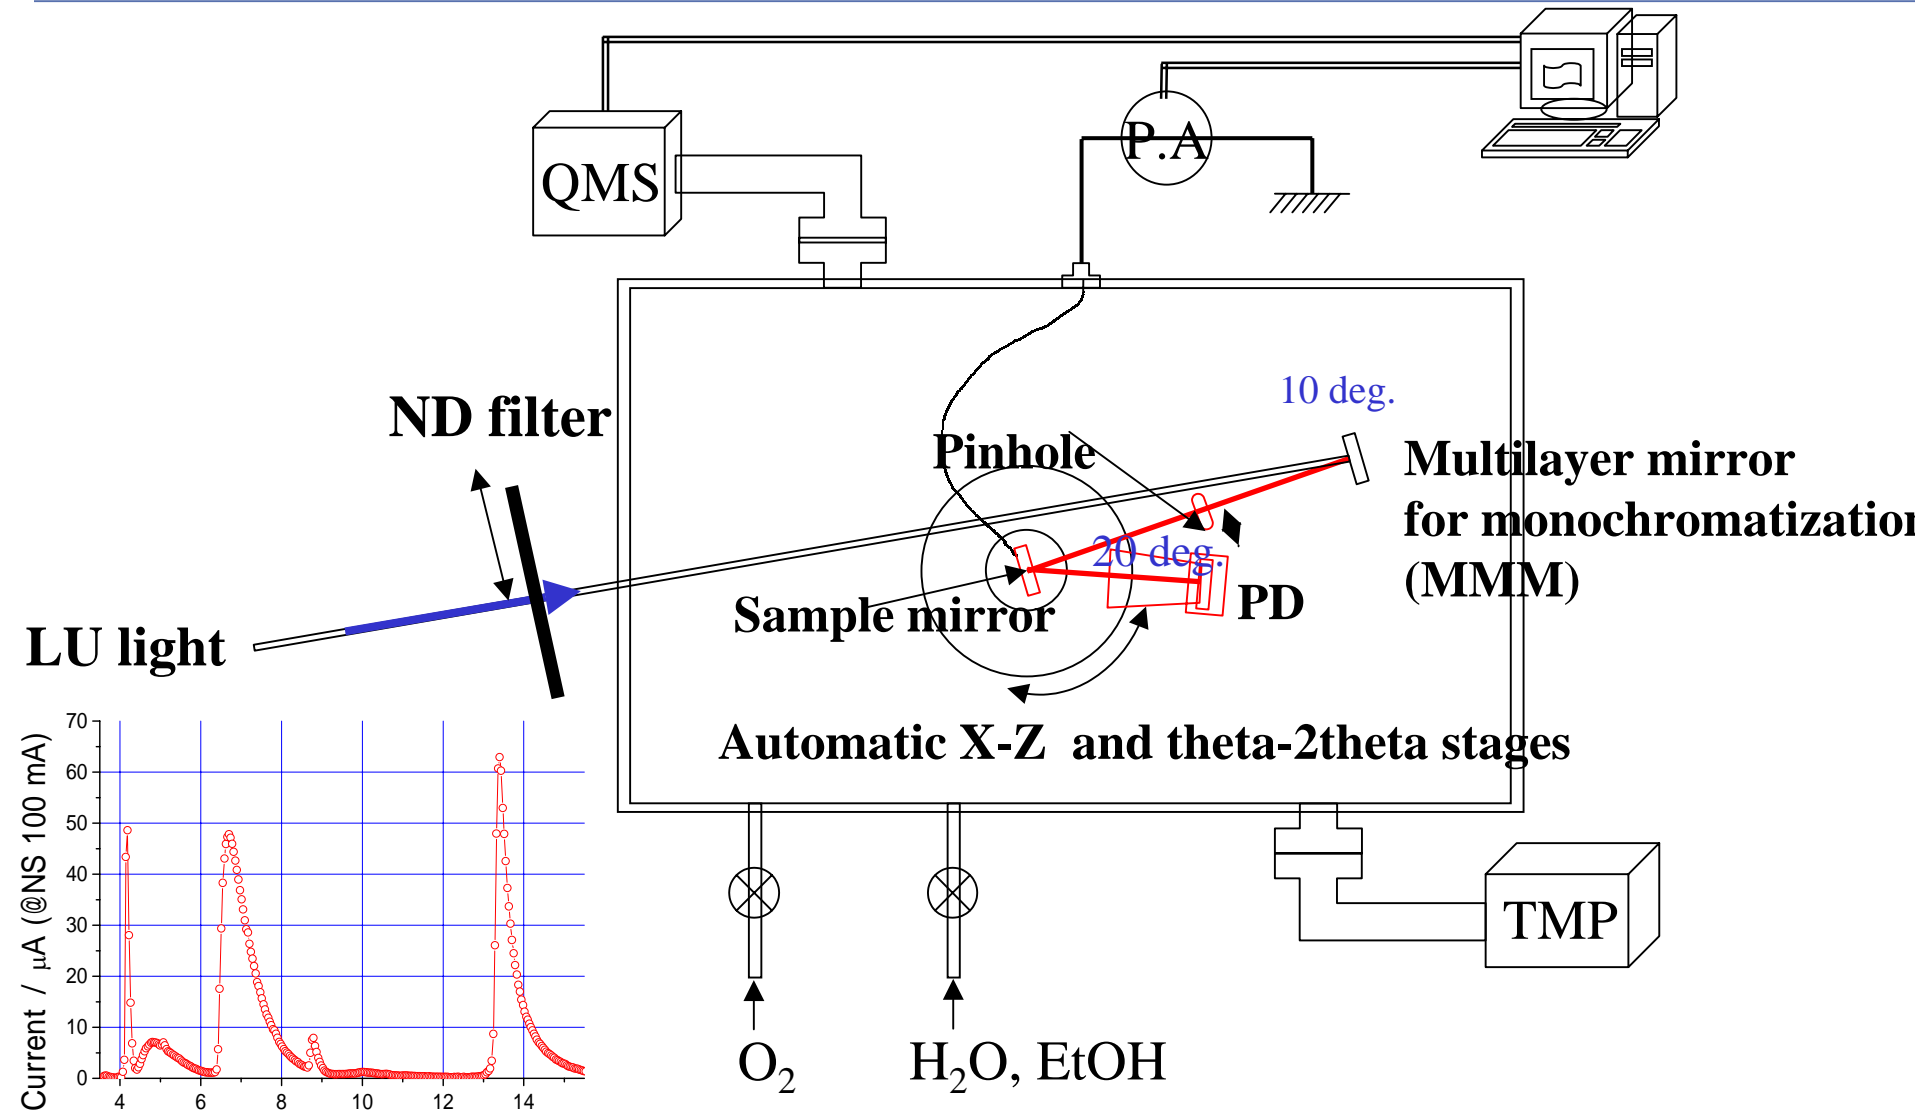 QMS
P.A
10 deg.
ND filter
Pinhole
Multilayer mirror
for monochromatization
(MMM)
20 deg.
PD
Sample mirror
LU light
Automatic X-Z and theta-2theta stages
Current / μA (@NS 100 mA)
70
60
50
40
30
20
10
0
4 6 8 10 12 14
TMP
O₂
H₂O, EtOH